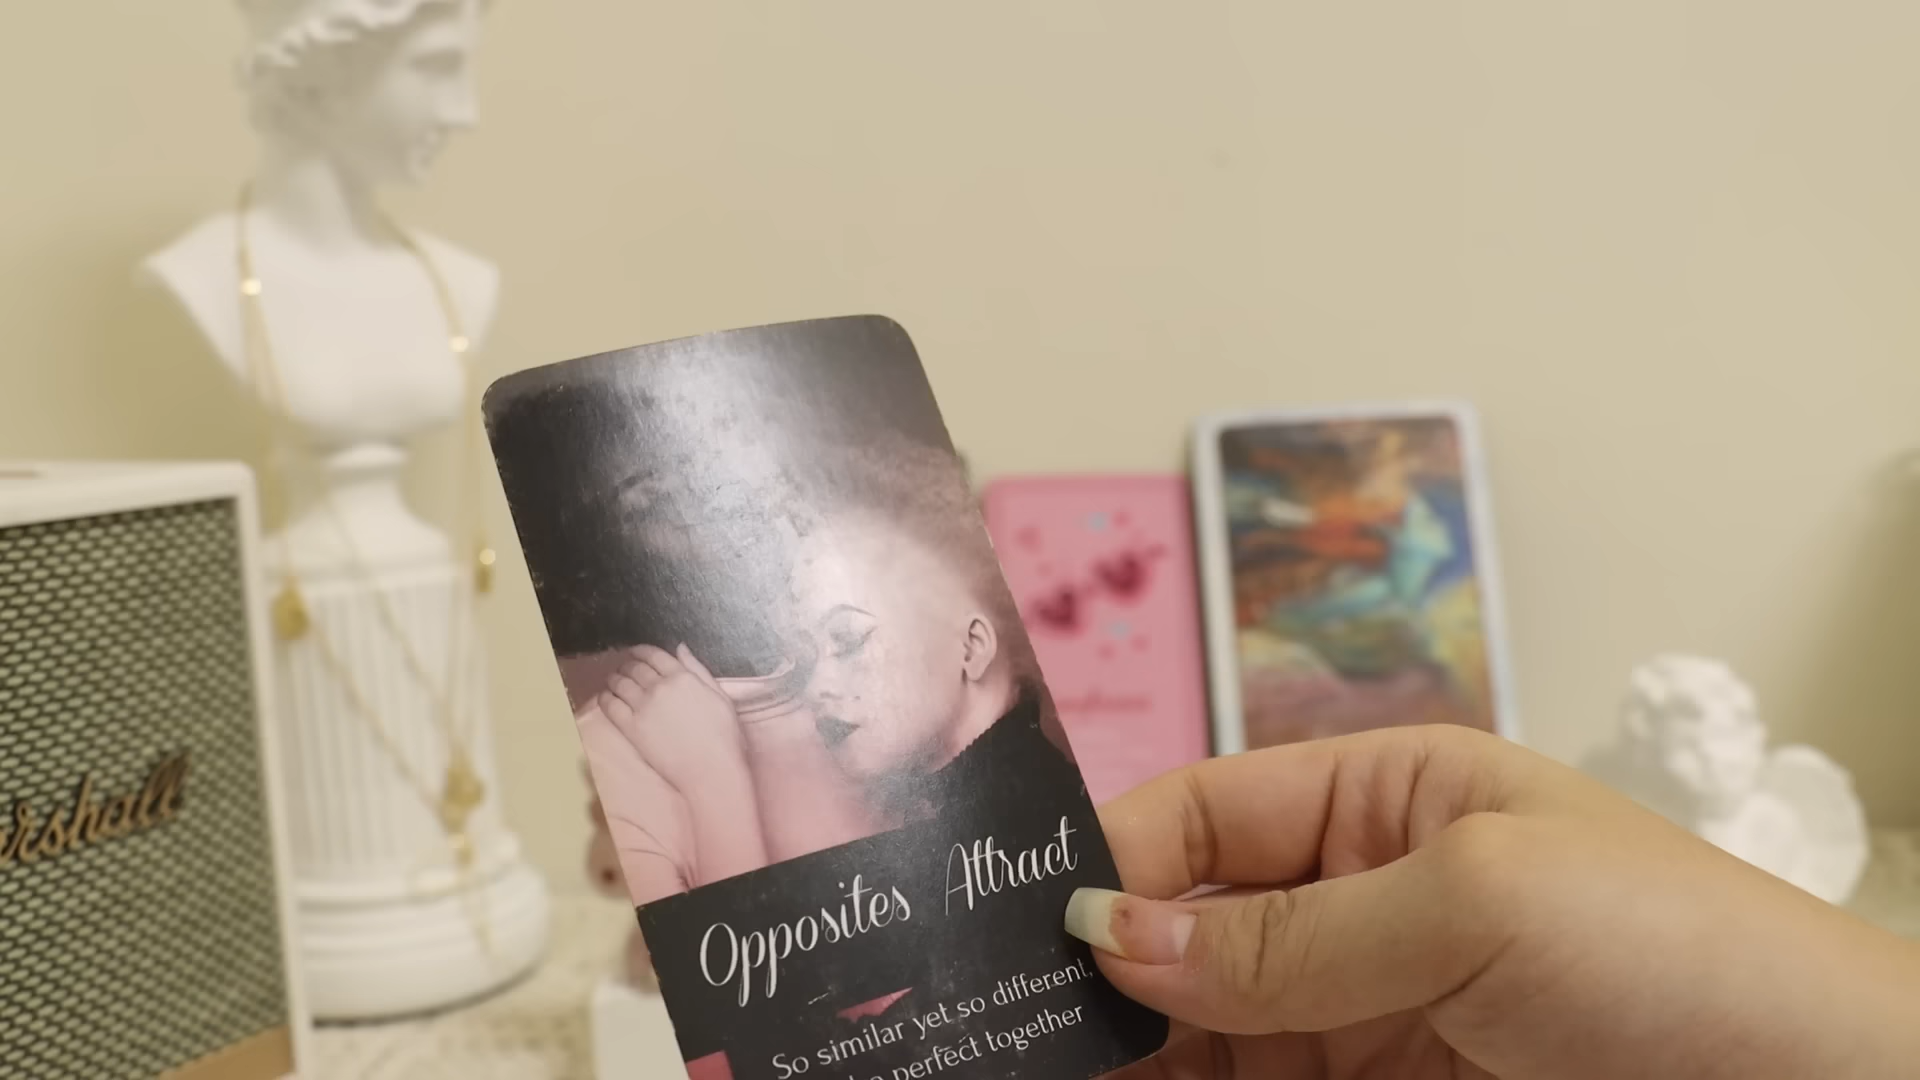 Opposites Attract
So similar yet so different,
perfect together